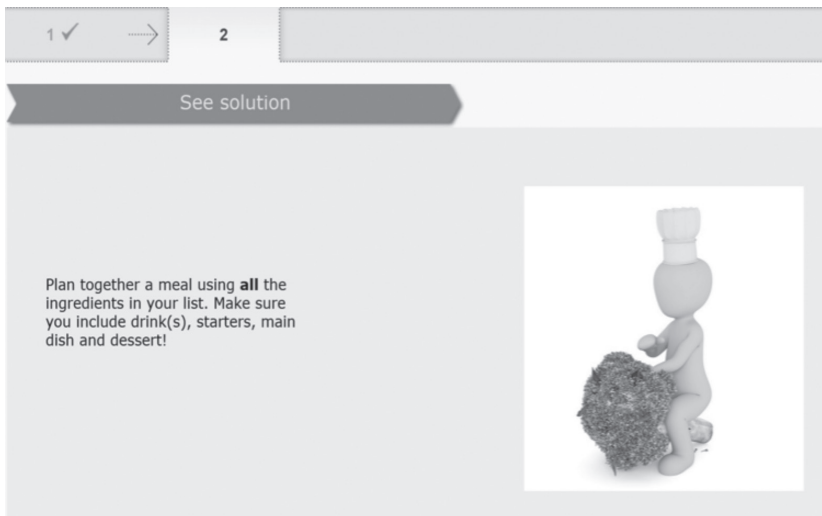 1 ✓
2
See solution
Plan together a meal using all the
ingredients in your list. Make sure
you include drink(s), starters, main
dish and dessert!